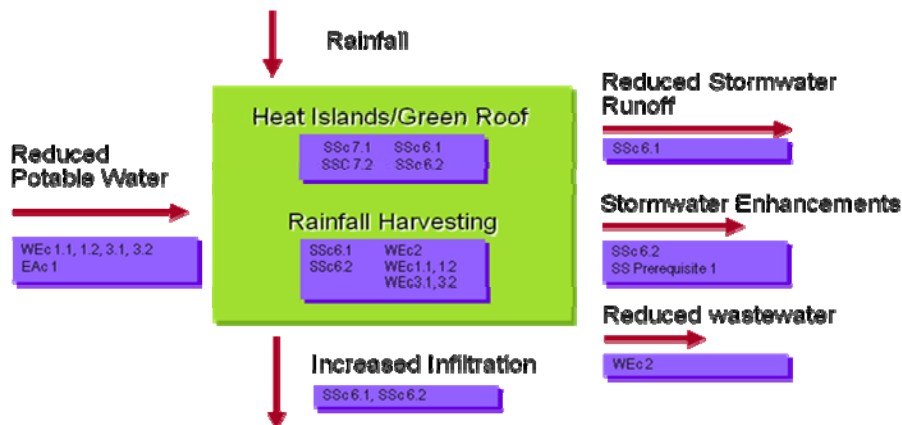 Rainfall
Heat Islands/Green Roof
SSc7.1 SSc6.1
SSC7.2 SSc6.2
Rainfall Harvesting
SSc6.1 WEc2
SSc6.2 WEc1.1, 1.2
WEc3.1, 3.2
Reduced
Potable Water
WEc 1.1, 1.2, 3.1, 3.2
EAc 1
Reduced Stormwater
Runoff
SSc6.1
Stormwater Enhancements
SSc6.2
SS Prerequisite 1
Reduced wastewater
WEc2
Increased Infiltration
SSc6.1, SSc6.2